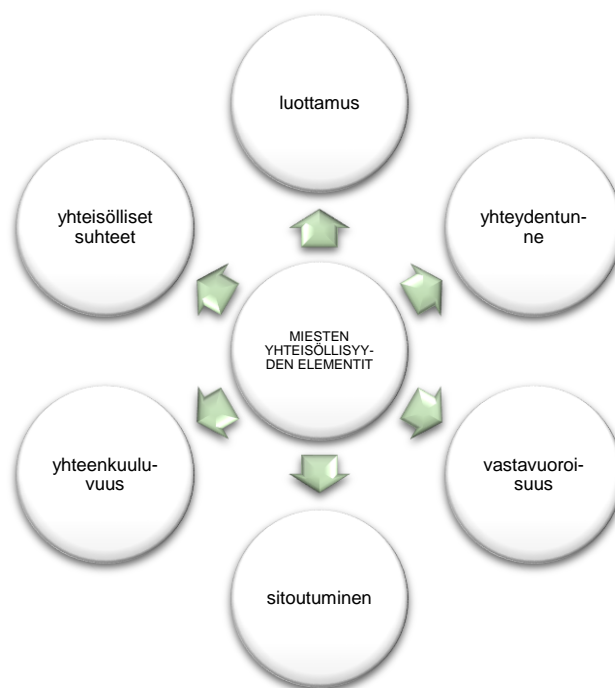 luottamus
yhteisölliset
suhteet
yhteydentun-
ne
MIESTEN
YHTEISÖLLISYY-
DEN ELEMENTIT
yhteenkuulu-
vuus
vastavuoroi-
suus
sitoutuminen